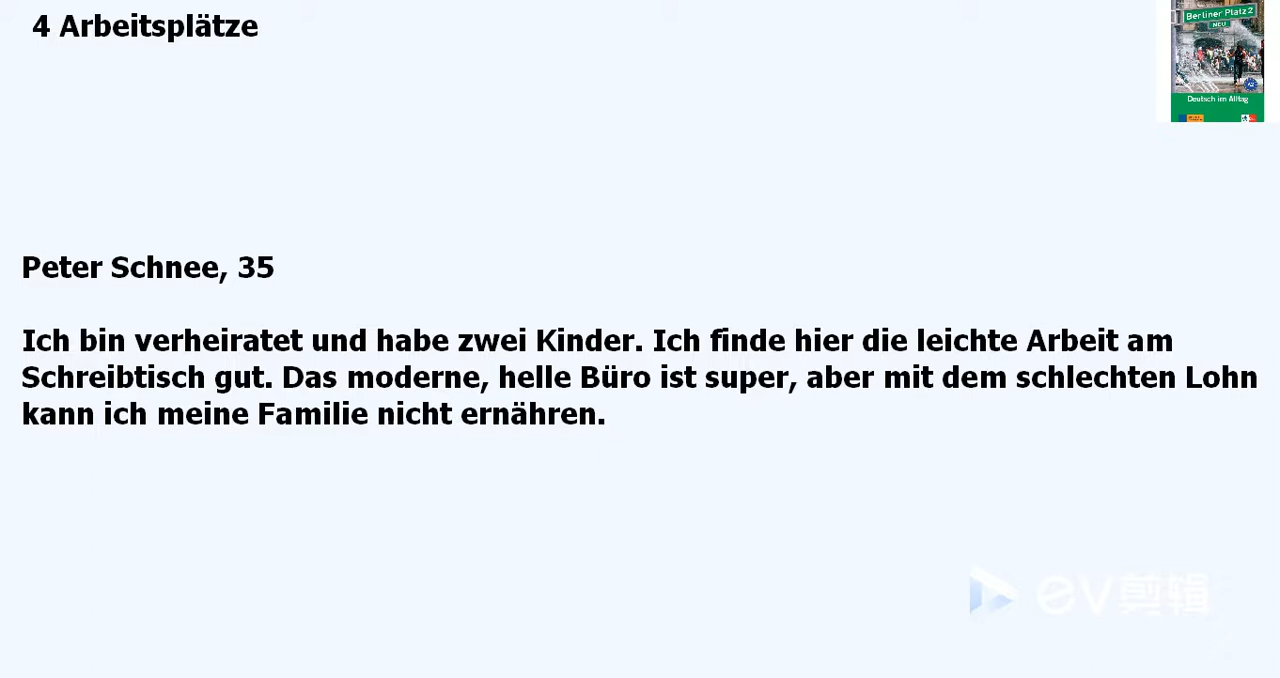 4 Arbeitsplätze
Berliner Platz 2
NEU
Deutsch im Alltag
Peter Schnee, 35
Ich bin verheiratet und habe zwei Kinder. Ich finde hier die leichte Arbeit am
Schreibtisch gut. Das moderne, helle Büro ist super, aber mit dem schlechten Lohn
kann ich meine Familie nicht ernähren.
ev剪辑